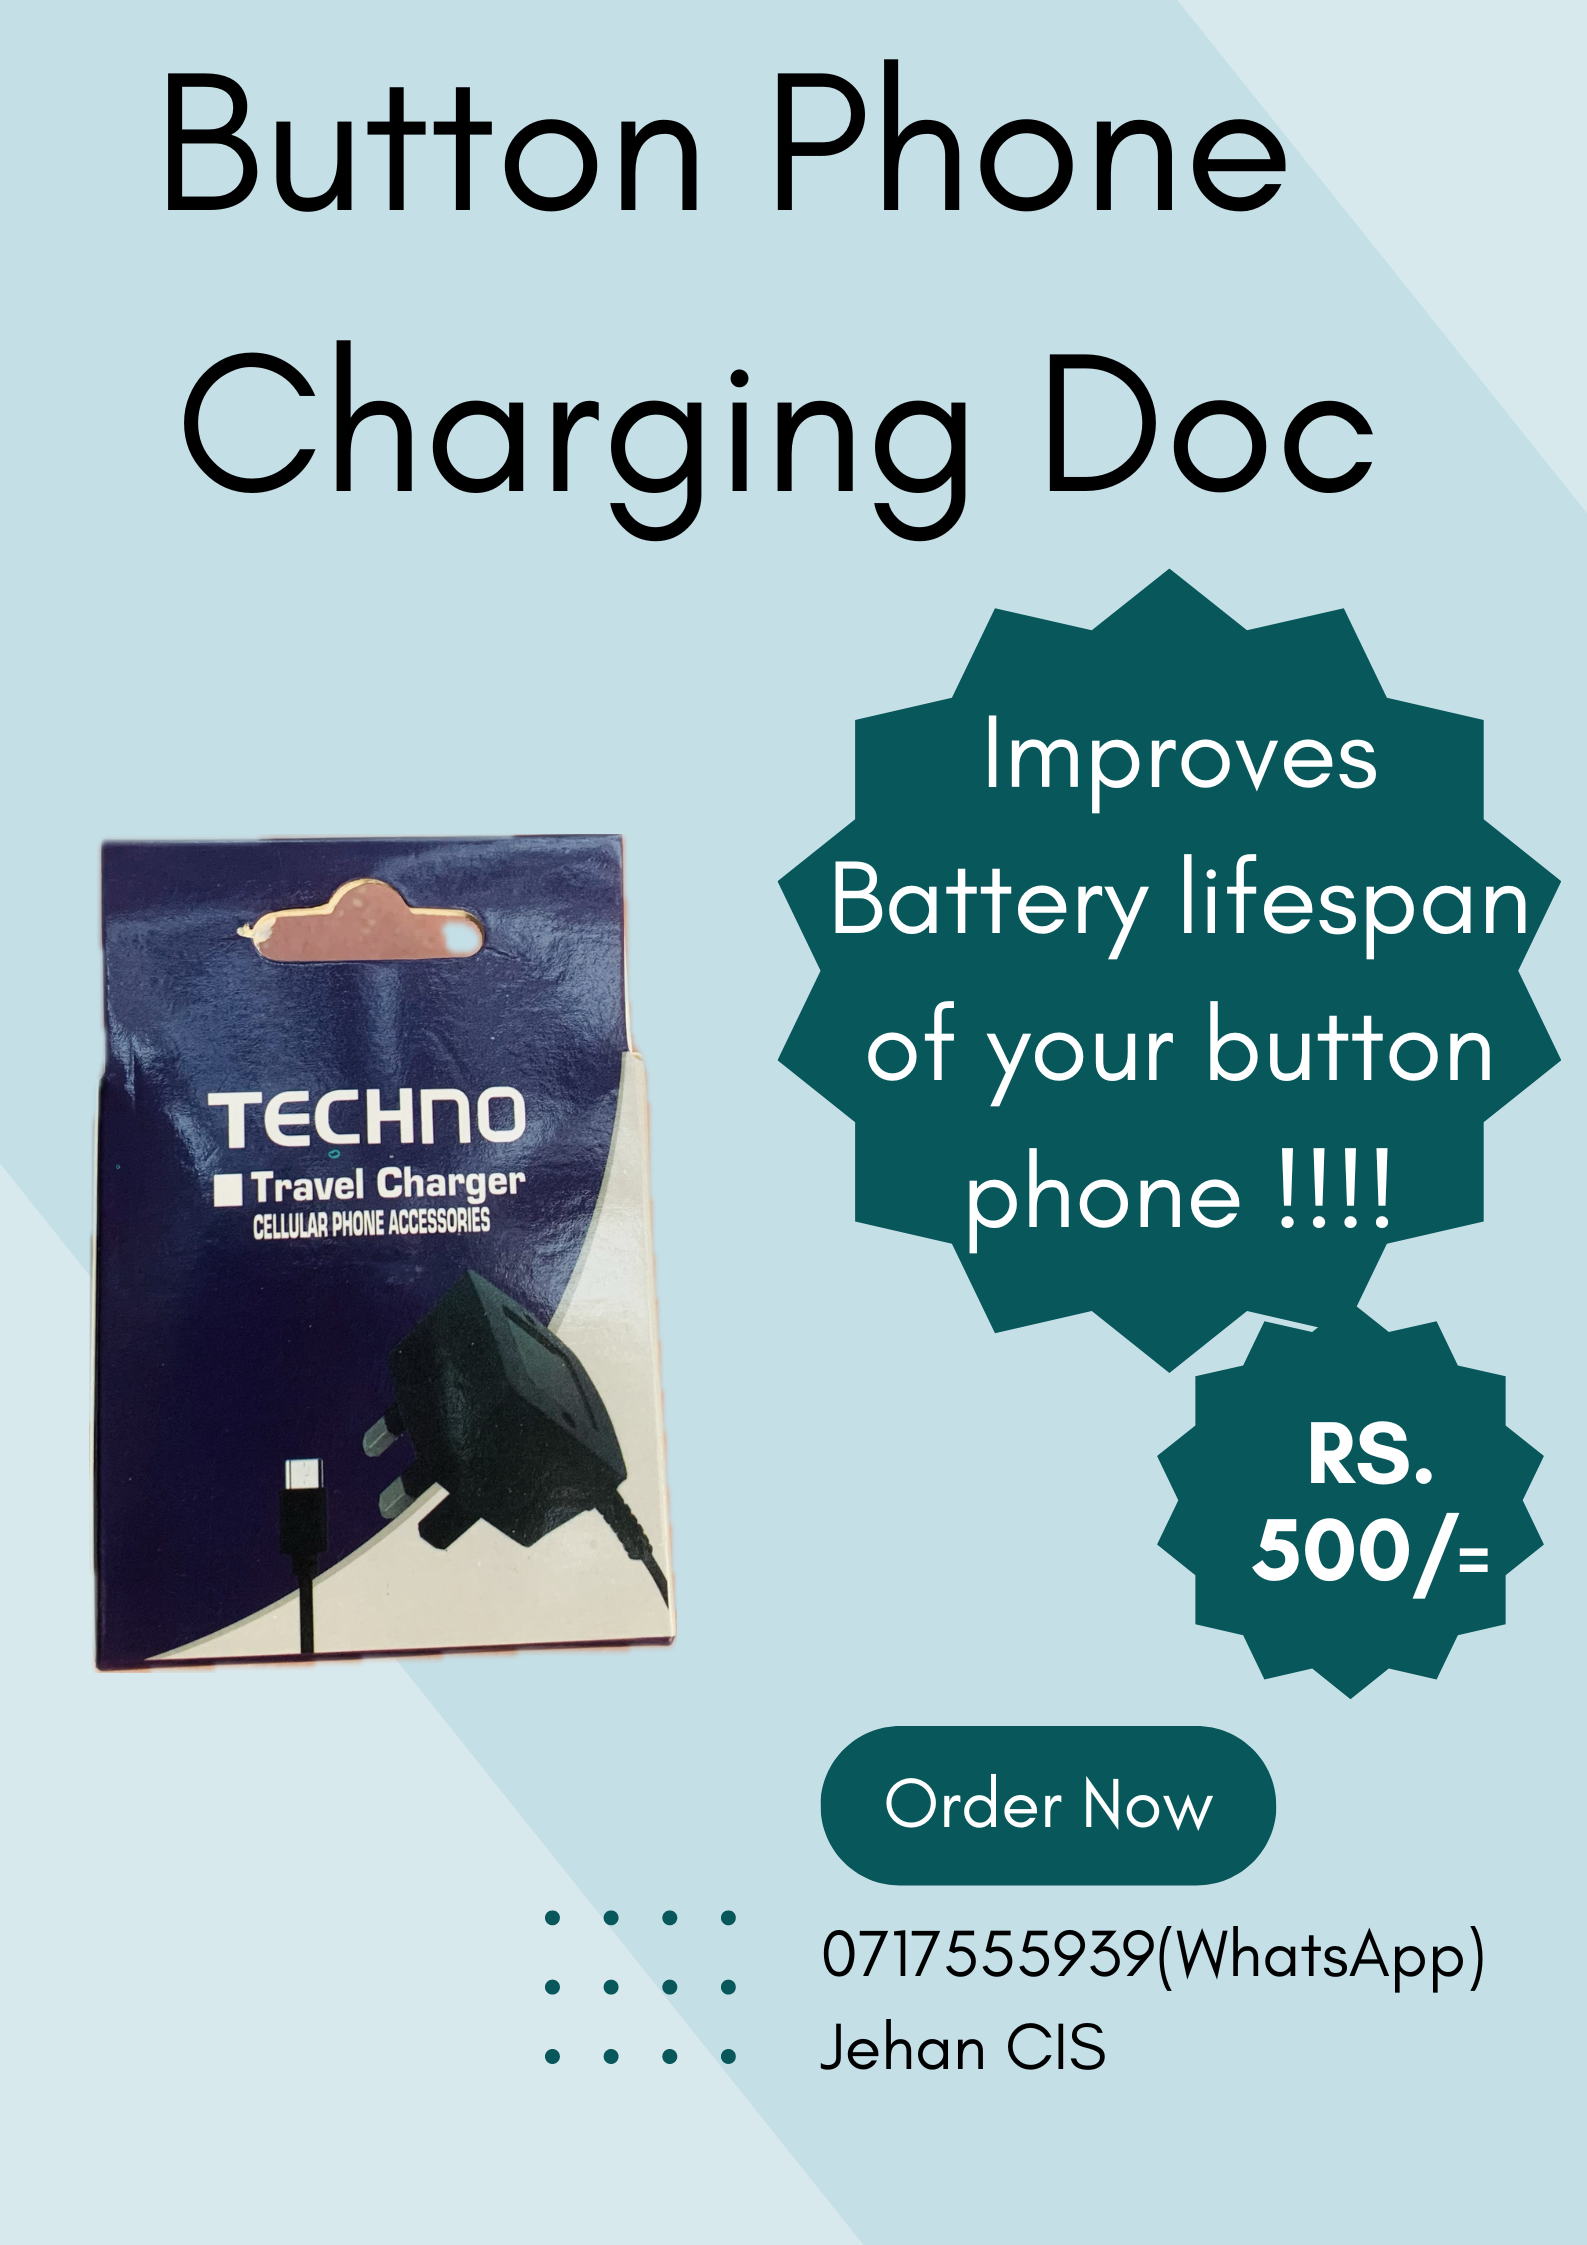 Button Phone
Charging Doc
Improves
Battery lifespan
of your button
phone !!!!
TECHNO
Travel Charger
CELLULAR PHONE ACCESSORIES
RS.
500/=
Order Now
0717555939(WhatsApp)
Jehan CIS